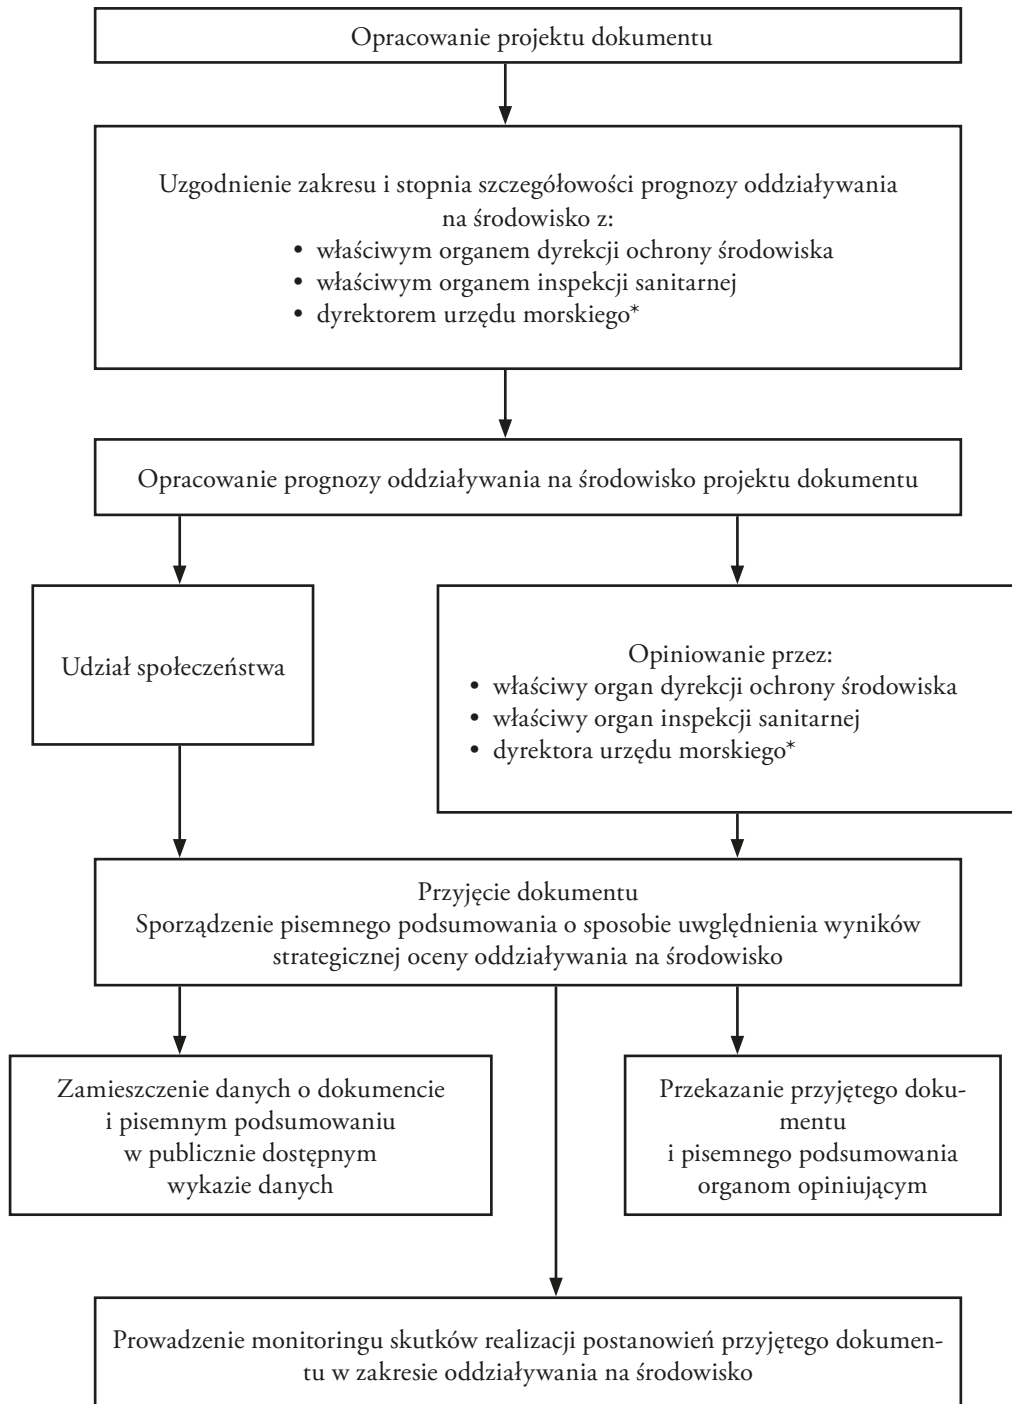 Opracowanie projektu dokumentu
Uzgodnienie zakresu i stopnia szczegółowości prognozy oddziaływania
na środowisko z:
• właściwym organem dyrekcji ochrony środowiska
• właściwym organem inspekcji sanitarnej
• dyrektorem urzędu morskiego*
Opracowanie prognozy oddziaływania na środowisko projektu dokumentu
Udział społeczeństwa
Opiniowanie przez:
• właściwy organ dyrekcji ochrony środowiska
• właściwy organ inspekcji sanitarnej
• dyrektora urzędu morskiego*
Przyjęcie dokumentu
Sporządzenie pisemnego podsumowania o sposobie uwględnienia wyników
strategicznej oceny oddziaływania na środowisko
Zamieszczenie danych o dokumencie
i pisemnym podsumowaniu
w publicznie dostępnym
wykazie danych
Przekazanie przyjętego doku-
mentu
i pisemnego podsumowania
organom opiniującym
Prowadzenie monitoringu skutków realizacji postanowień przyjętego dokumen-
tu w zakresie oddziaływania na środowisko